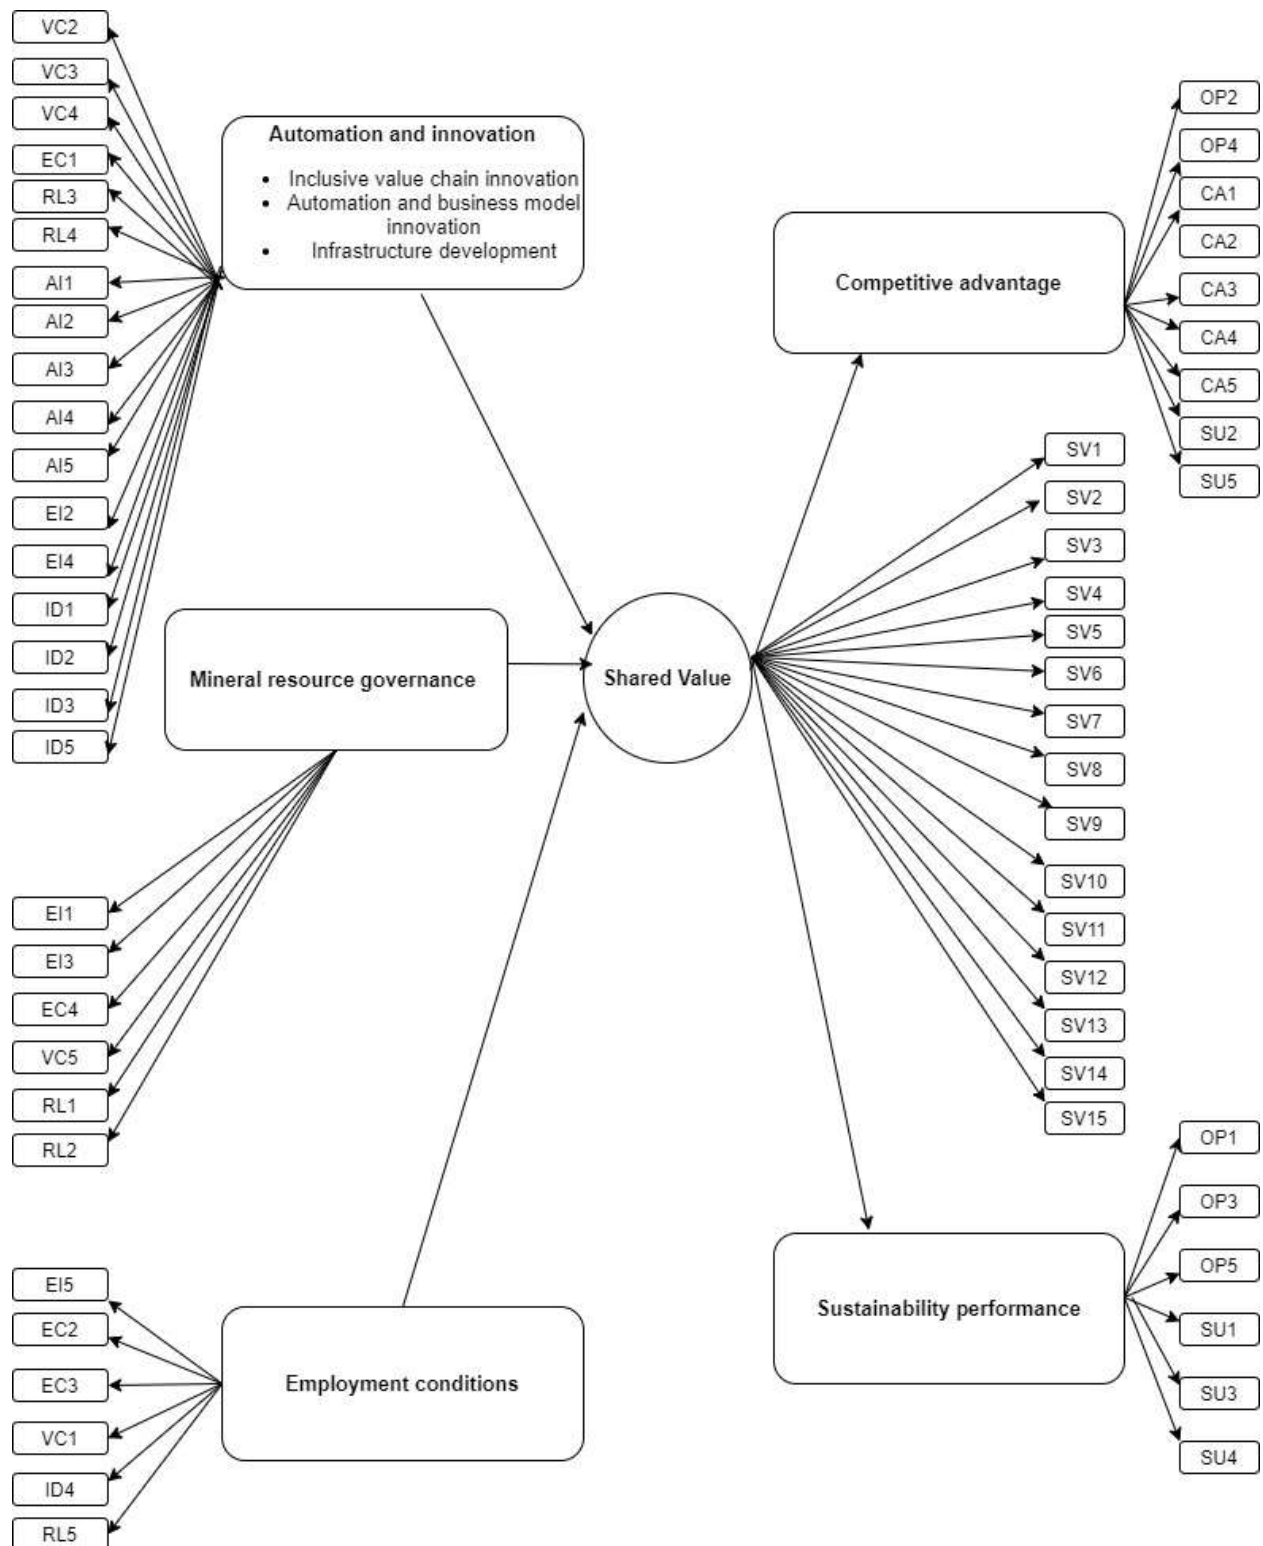 VC2
VC3
VC4
EC1
RL3
RL4
AI1
AI2
AI3
AI4
AI5
EI2
EI4
ID1
ID2
ID3
ID5
Automation and innovation
• Inclusive value chain innovation
• Automation and business model
innovation
• Infrastructure development
Mineral resource governance
EI1
EI3
EC4
VC5
RL1
RL2
EI5
EC2
EC3
VC1
ID4
RL5
Employment conditions
Shared Value
Competitive advantage
OP2
OP4
CA1
CA2
CA3
CA4
CA5
SU2
SU5
SV1
SV2
SV3
SV4
SV5
SV6
SV7
SV8
SV9
SV10
SV11
SV12
SV13
SV14
SV15
Sustainability performance
OP1
OP3
OP5
SU1
SU3
SU4